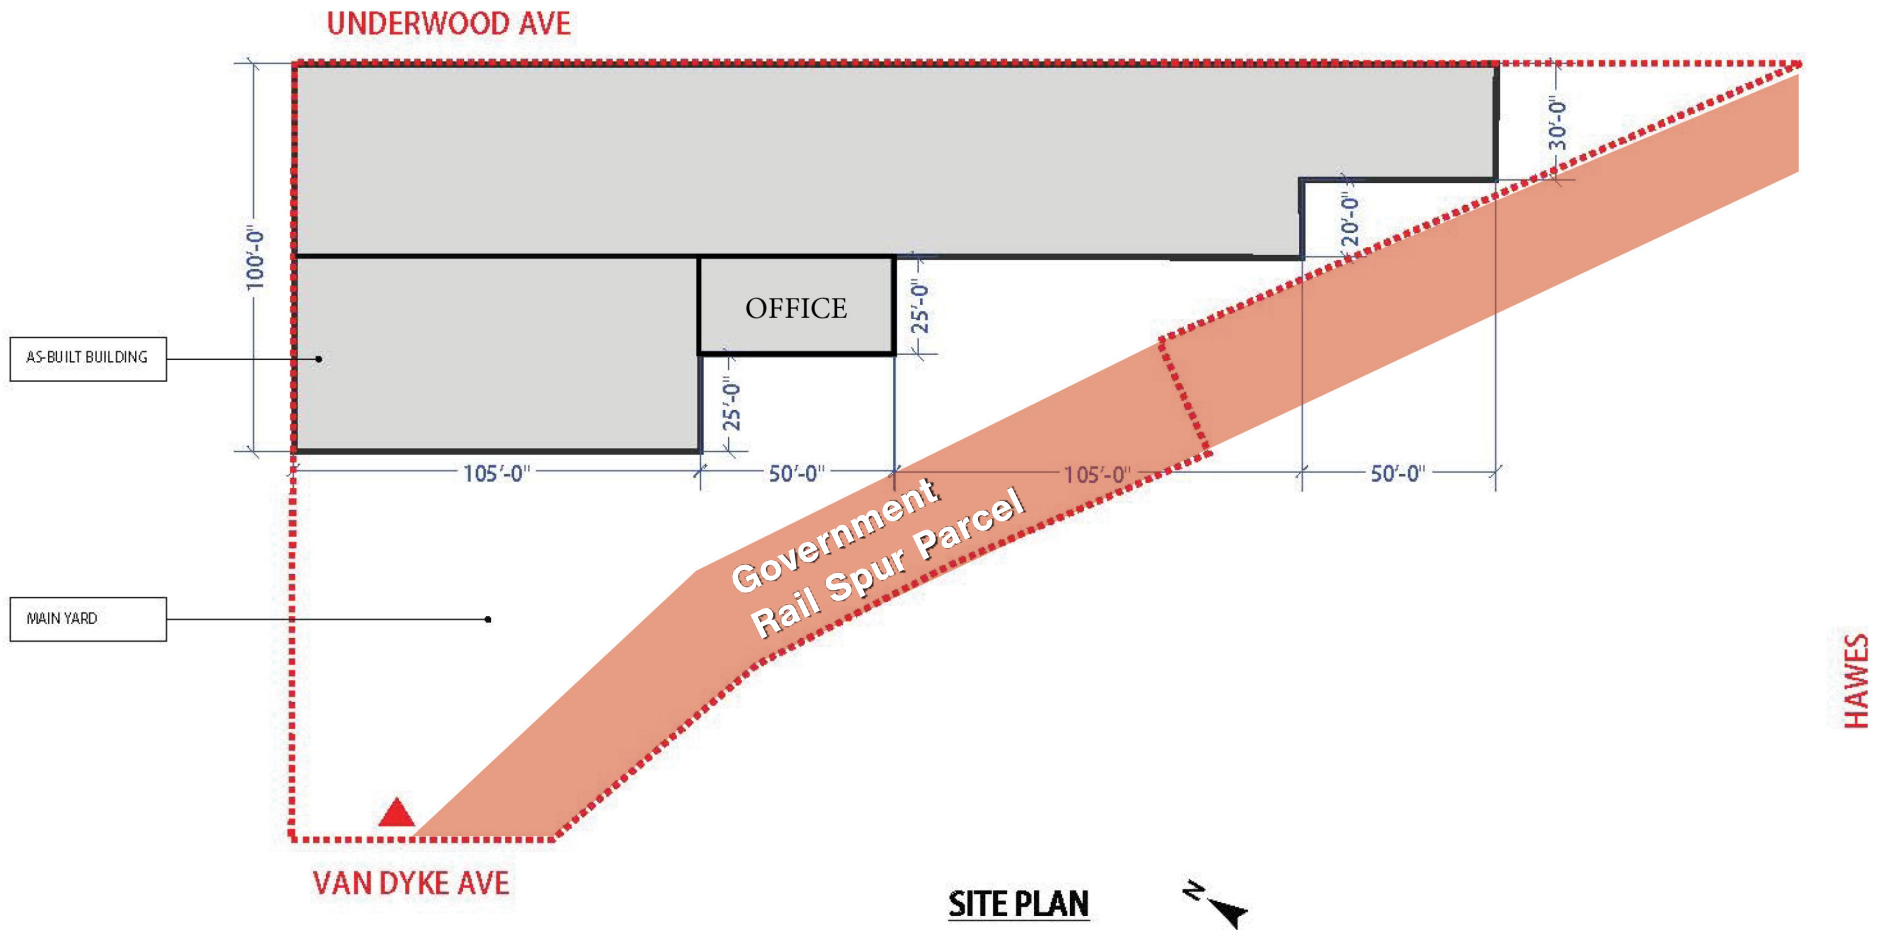 UNDERWOOD AVE
30'-0"
20'-0"
100'-0"
OFFICE
25'-0"
AS-BUILT BUILDING
25'-0"
105'-0"
50'-0"
105'-0"
50'-0"
Government
Rail Spur Parcel
MAIN YARD
HAWES
VAN DYKE AVE
SITE PLAN
N